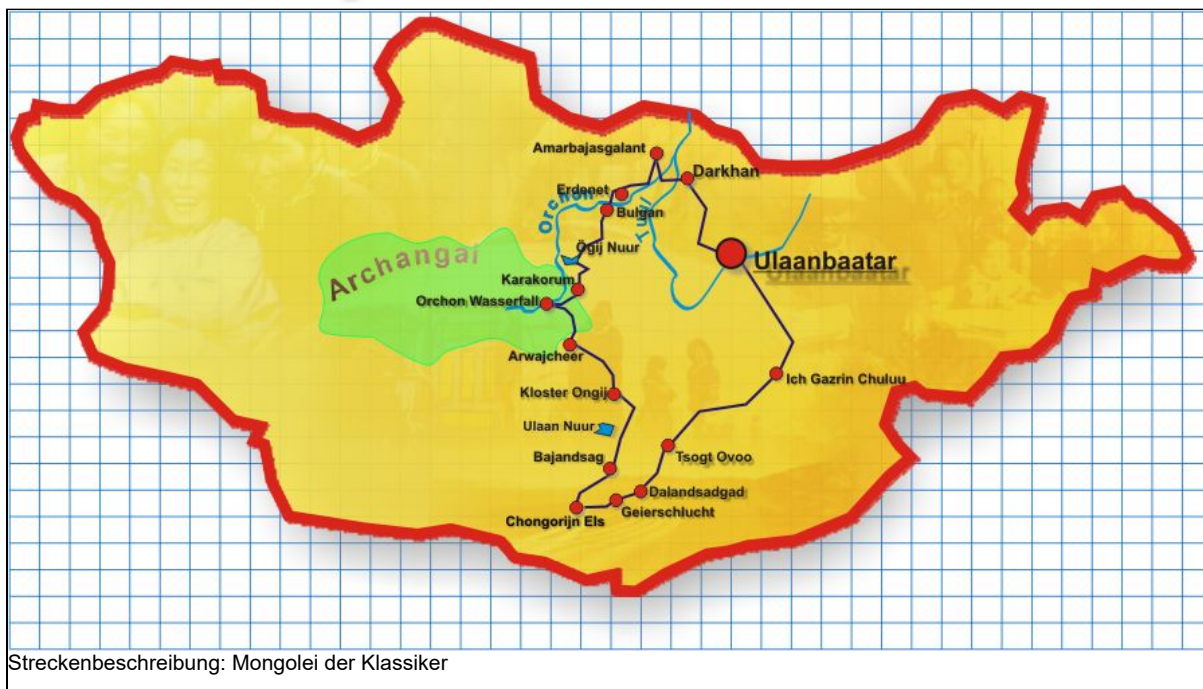 Amarbajasgalant
Darkhan
Erdenet
Orchon
Bulgan
Tuul
Ögij Nuur
Ulaanbaatar
Archangai
Karakorum
Orchon Wasserfall
Arwajcheer
Ich Gazrin Chuluu
Kloster Ongij
Ulaan Nuur
Tsogt Ovoo
Bajandsag
Dalandsadgad
Geierschlucht
Chongorijn Els
Streckenbeschreibung: Mongolei der Klassiker